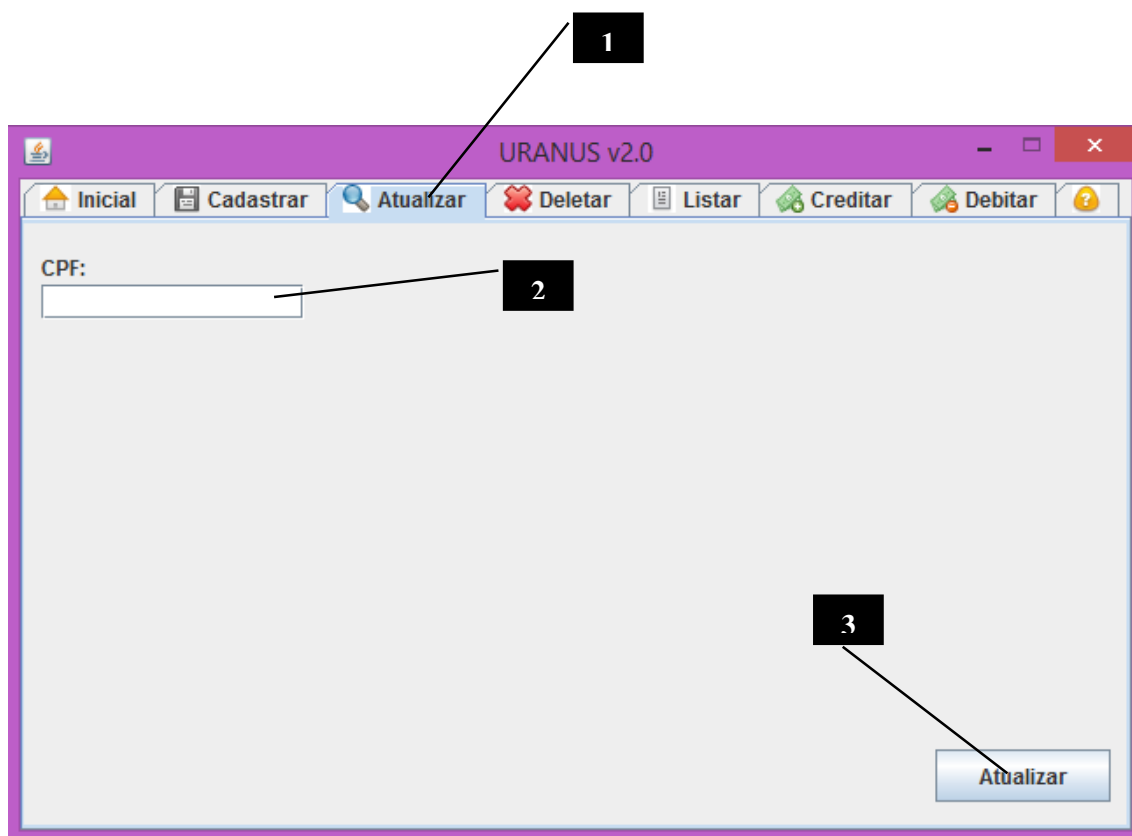 1
URANUS v2.0
Inicial Cadastrar Atualizar Deletar Listar Creditar Debitar ?
CPF:
2
3
Atualizar